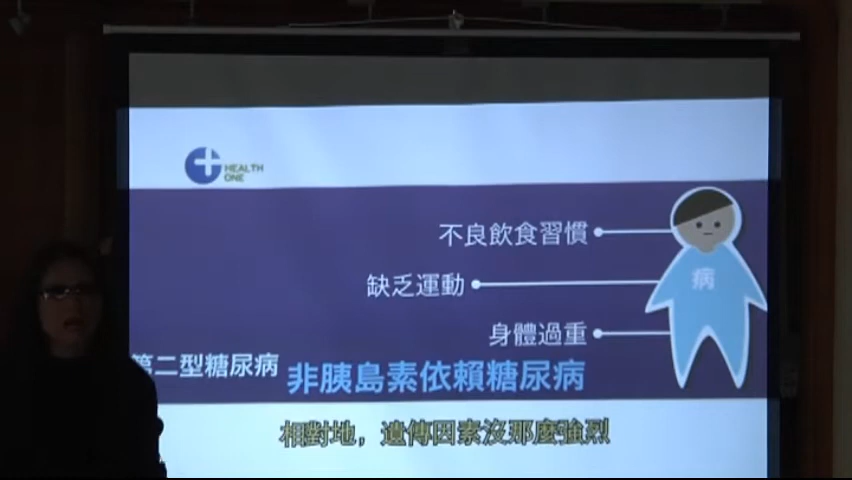 HEALTH
ONE
不良飲食習慣
缺乏運動
身體過重
病
第二型糖尿病
非胰島素依賴糖尿病
相對地，遺傳因素沒那麼強烈